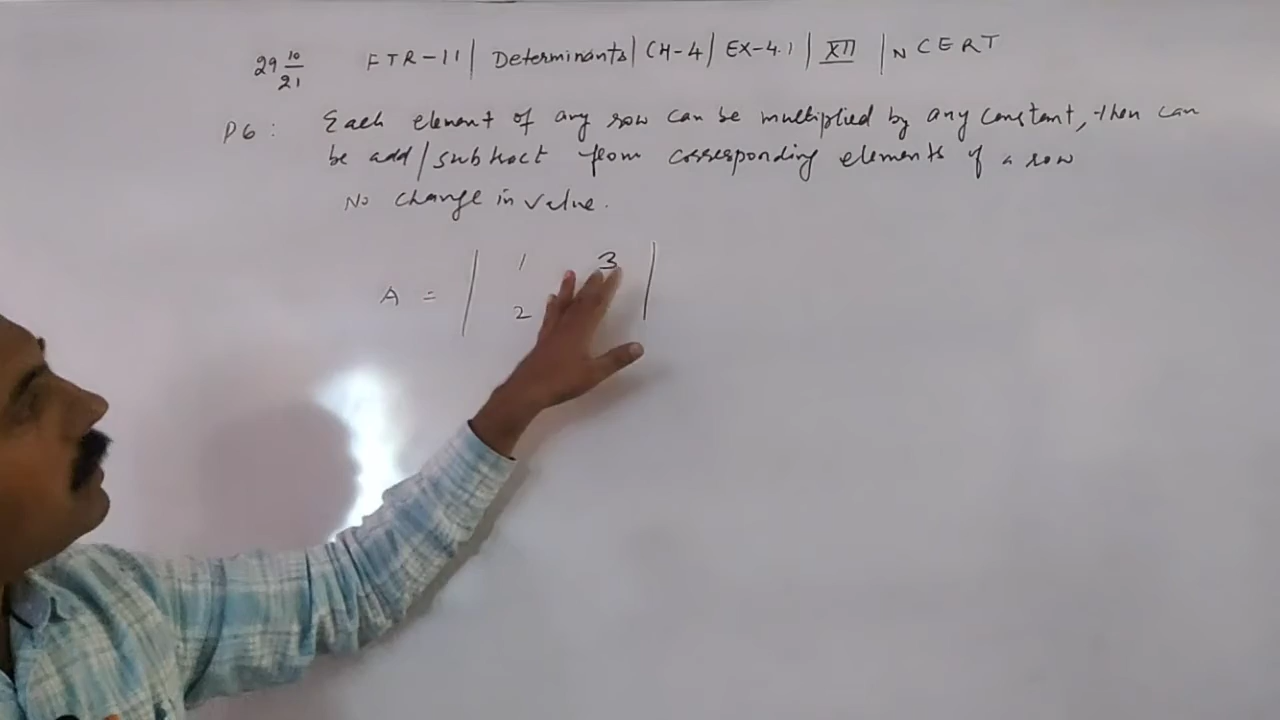 29 10/21 FTR-11 | Determinants | CH-4 | EX-4.1 | XII | NCERT
P6 : Each element of any row can be multiplied by any constant, then can
be add/subtract from corresponding elements of a row
No change in value.
A = | 1 3 |
2